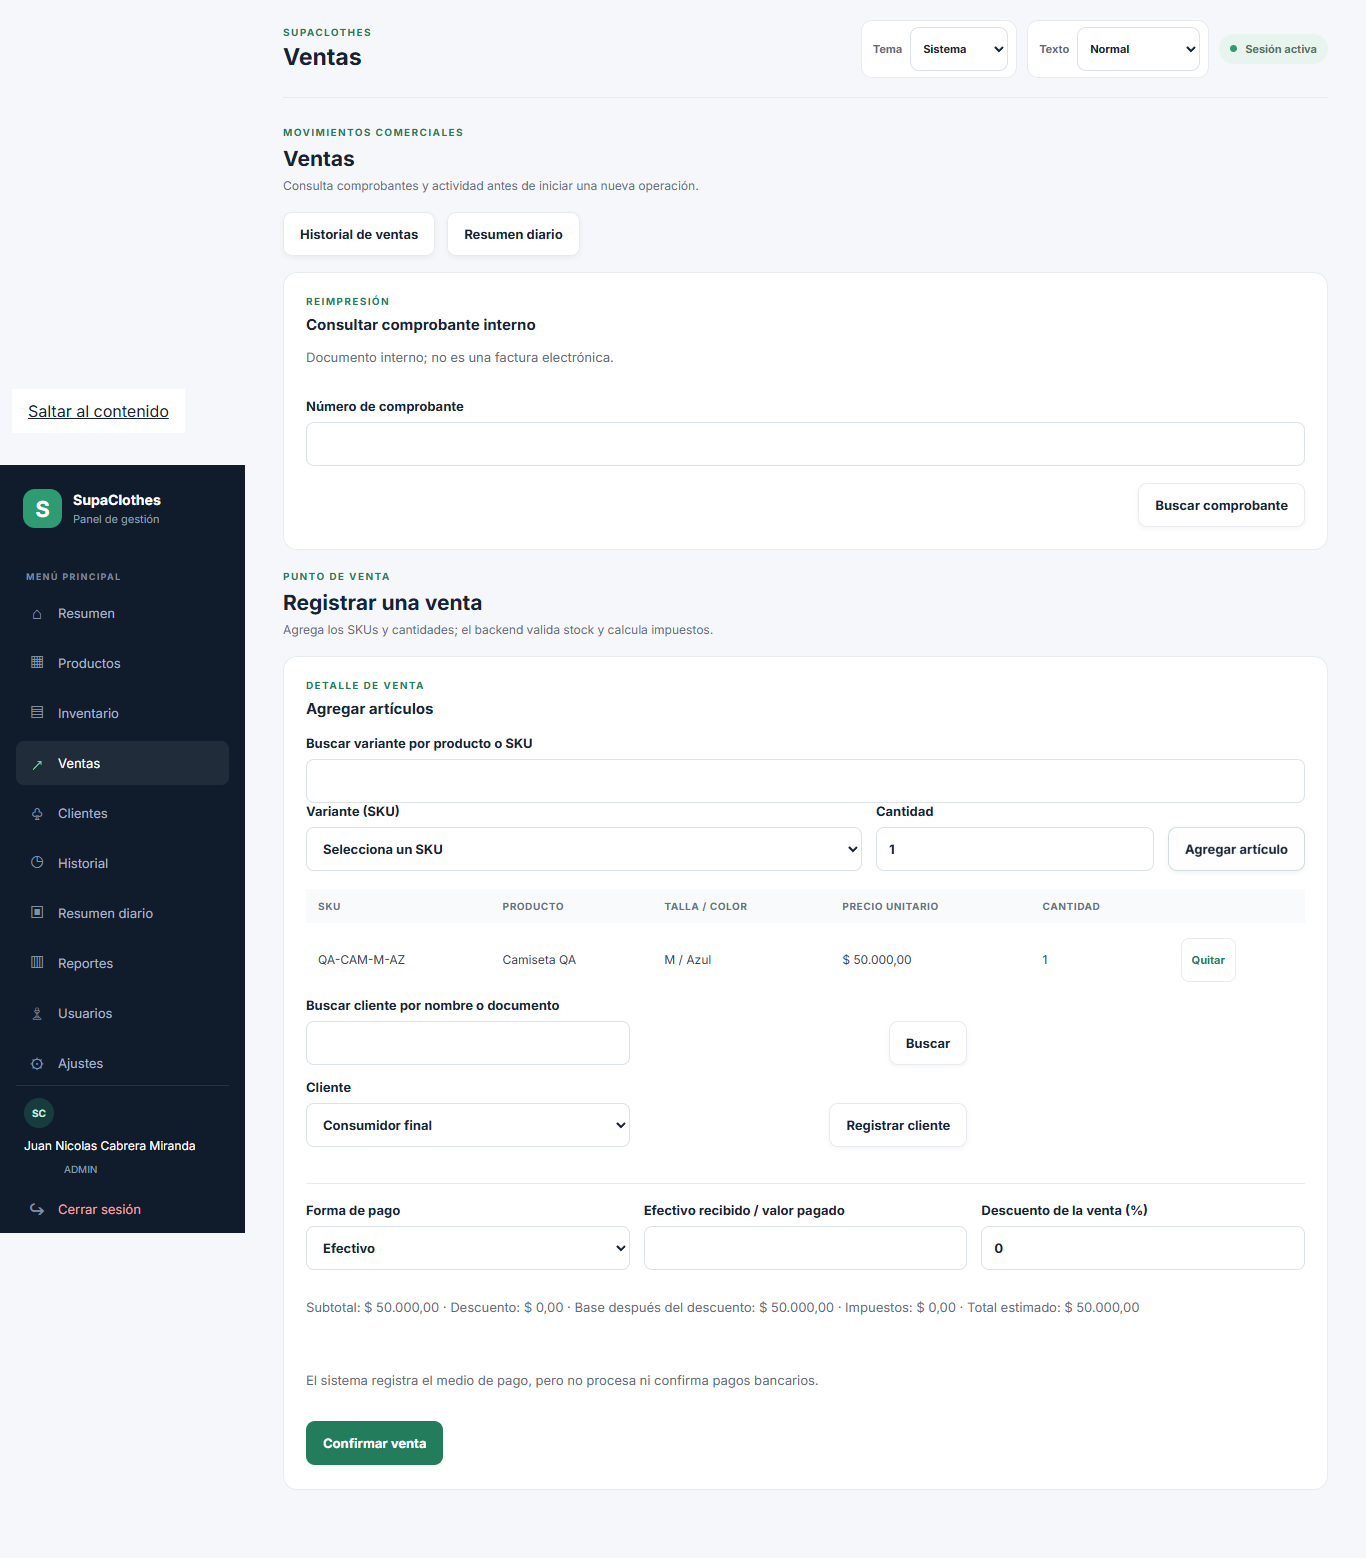 SUPACLOTHES
Ventas
Tema
Sistema
Texto
Normal
Sesión activa
MOVIMIENTOS COMERCIALES
Ventas
Consulta comprobantes y actividad antes de iniciar una nueva operación.
Historial de ventas
Resumen diario
REIMPRESIÓN
Consultar comprobante interno
Documento interno; no es una factura electrónica.
Número de comprobante
Buscar comprobante
Saltar al contenido
S
SupaClothes
Panel de gestión
MENÚ PRINCIPAL
Resumen
Productos
Inventario
Ventas
Clientes
Historial
Resumen diario
Reportes
Usuarios
Ajustes
SC
Juan Nicolas Cabrera Miranda
ADMIN
Cerrar sesión
PUNTO DE VENTA
Registrar una venta
Agrega los SKUs y cantidades; el backend valida stock y calcula impuestos.
DETALLE DE VENTA
Agregar artículos
Buscar variante por producto o SKU
Variante (SKU)
Cantidad
Selecciona un SKU
1
Agregar artículo
SKU PRODUCTO TALLA / COLOR PRECIO UNITARIO CANTIDAD
QA-CAM-M-AZ Camiseta QA M / Azul $ 50.000,00 1 Quitar
Buscar cliente por nombre o documento
Buscar
Cliente
Consumidor final
Registrar cliente
Forma de pago
Efectivo recibido / valor pagado
Descuento de la venta (%)
Efectivo
0
Subtotal: $ 50.000,00 · Descuento: $ 0,00 · Base después del descuento: $ 50.000,00 · Impuestos: $ 0,00 · Total estimado: $ 50.000,00
El sistema registra el medio de pago, pero no procesa ni confirma pagos bancarios.
Confirmar venta